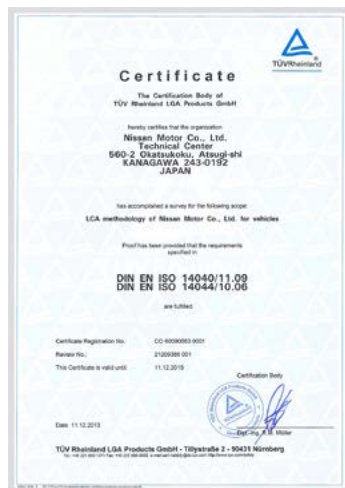 TÜVRheinland
Certificate
The Certification Body of
TÜV Rheinland LGA Products GmbH
hereby certifies that the organization
Nissan Motor Co., Ltd.
Technical Center
560-2 Okatsukoku, Atsugi-shi
KANAGAWA 243-0192
JAPAN
has accomplished a survey for the following scope:
LCA methodology of Nissan Motor Co., Ltd. for vehicles
Proof has been provided that the requirements
specified in
DIN EN ISO 14040/11.09
DIN EN ISO 14044/10.06
are fulfilled.
Certificate Registration No.
Review No.:
This Certificate is valid until:
Certification Body
Date 11.12.2013
TÜV Rheinland LGA Products GmbH - Tillystraße 2 - 90431 Nürnberg